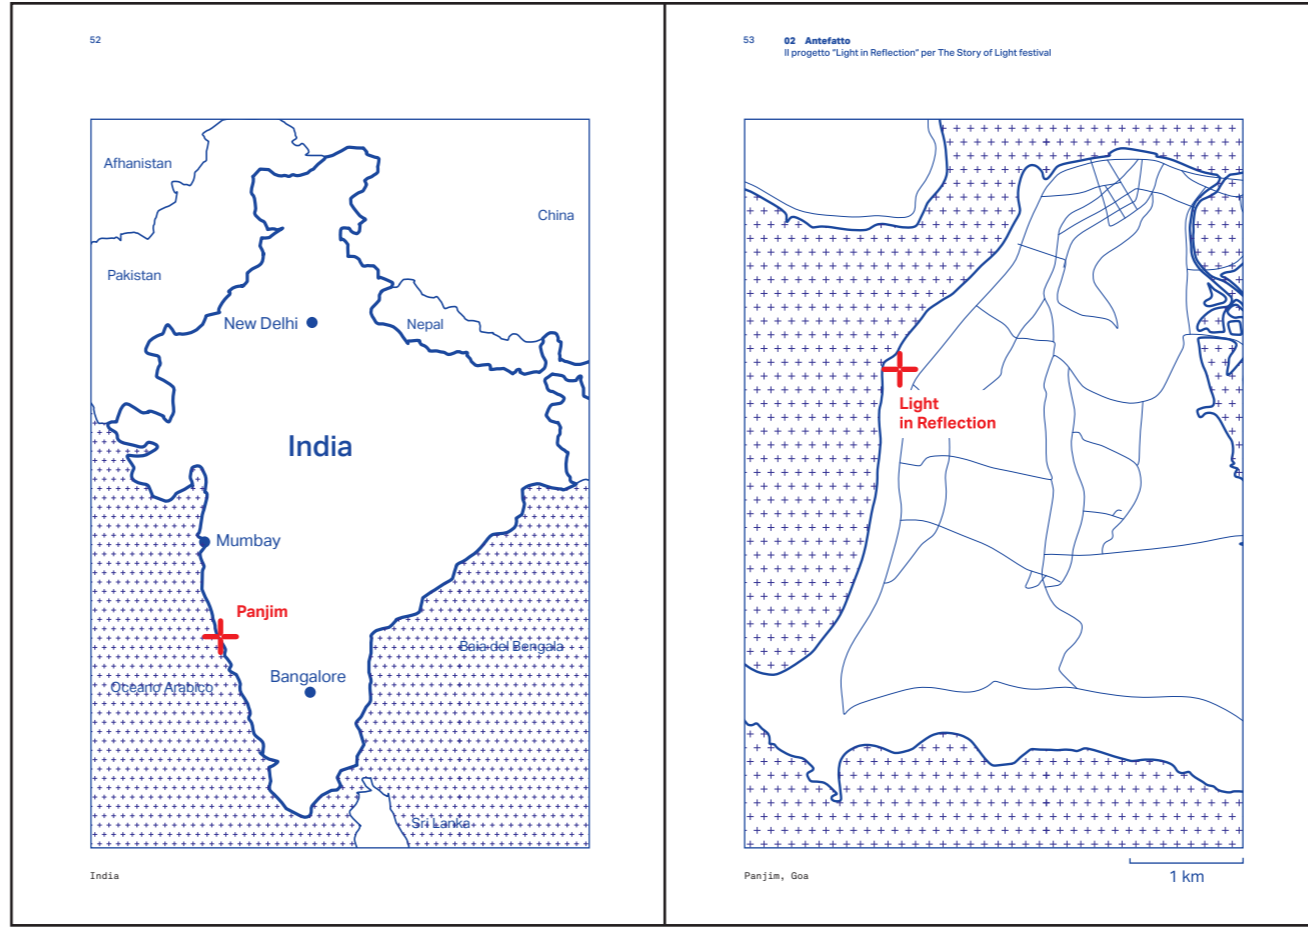 52
Afhanistan
China
Pakistan
New Delhi
Nepal
India
Mumbay
Panjim
Baia del Bengala
Bangalore
Oceano Arabico
Sri Lanka
India
53 02 Antefatto
Il progetto "Light in Reflection" per The Story of Light festival
Light
in Reflection
1 km
Panjim, Goa